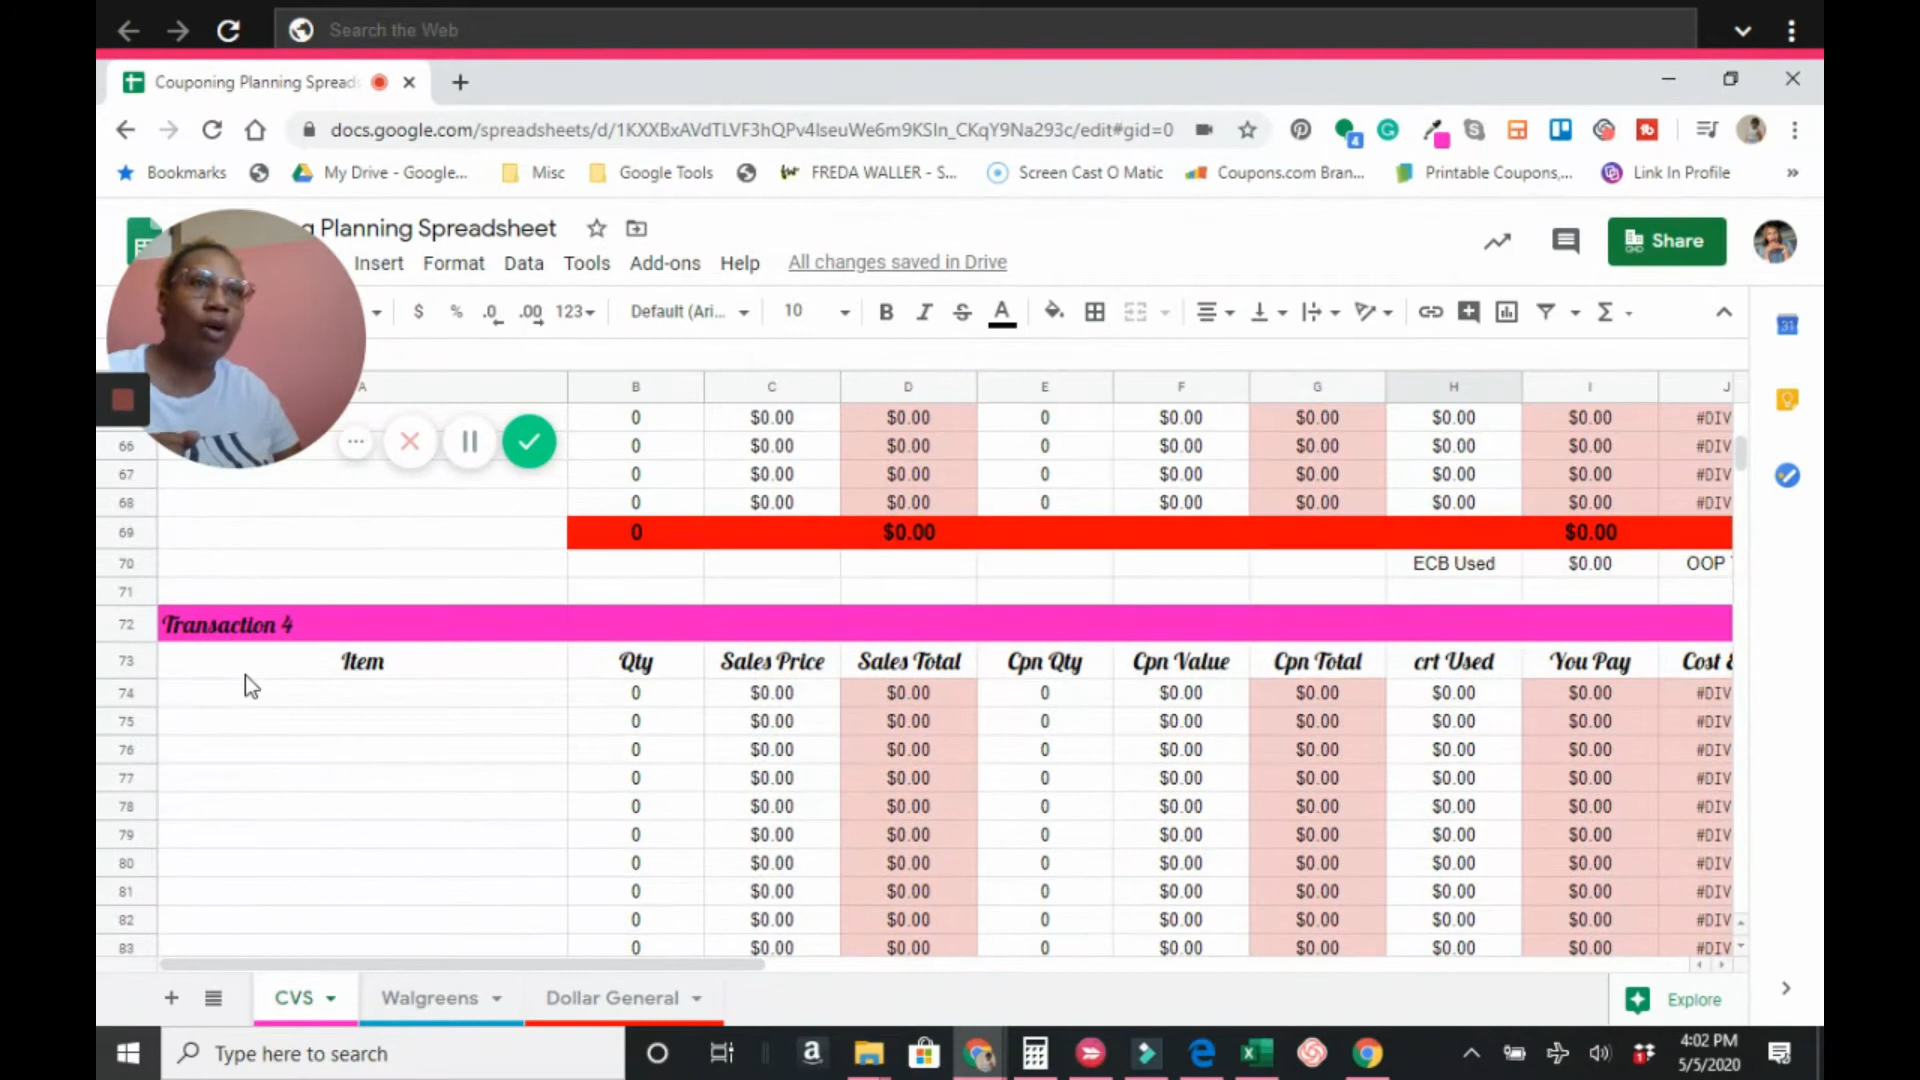 Search the Web
Couponing Planning Spread
docs.google.com/spreadsheets/d/1KXXBxAVdTLVF3hQPv4lseuWe6m9KSIn_CKqY9Na293c/edit#gid=0
4
Bookmarks My Drive - Google... Misc Google Tools FREDA WALLER - S... Screen Cast O Matic Coupons.com Bran... Printable Coupons,... Link In Profile »
g Planning Spreadsheet
Share
Insert Format Data Tools Add-ons Help All changes saved in Drive
$ % .0 .00 123 Default (Ari... 10 B I S A
31
A B C D E F G H I J
0 $0.00 $0.00 0 $0.00 $0.00 $0.00 $0.00 #DIV
66 0 $0.00 $0.00 0 $0.00 $0.00 $0.00 $0.00 #DIV
67 0 $0.00 $0.00 0 $0.00 $0.00 $0.00 $0.00 #DIV
68 0 $0.00 $0.00 0 $0.00 $0.00 $0.00 $0.00 #DIV
69 0 $0.00 $0.00
70 ECB Used $0.00 OOP
71
72 Transaction 4
73 Item Qty Sales Price Sales Total Cpn Qty Cpn Value Cpn Total crt Used You Pay Cost
74 0 $0.00 $0.00 0 $0.00 $0.00 $0.00 $0.00 #DIV
75 0 $0.00 $0.00 0 $0.00 $0.00 $0.00 $0.00 #DIV
76 0 $0.00 $0.00 0 $0.00 $0.00 $0.00 $0.00 #DIV
77 0 $0.00 $0.00 0 $0.00 $0.00 $0.00 $0.00 #DIV
78 0 $0.00 $0.00 0 $0.00 $0.00 $0.00 $0.00 #DIV
79 0 $0.00 $0.00 0 $0.00 $0.00 $0.00 $0.00 #DIV
80 0 $0.00 $0.00 0 $0.00 $0.00 $0.00 $0.00 #DIV
81 0 $0.00 $0.00 0 $0.00 $0.00 $0.00 $0.00 #DIV
82 0 $0.00 $0.00 0 $0.00 $0.00 $0.00 $0.00 #DIV
83 0 $0.00 $0.00 0 $0.00 $0.00 $0.00 $0.00 #DIV
CVS Walgreens Dollar General Explore
Type here to search
4:02 PM
5/5/2020